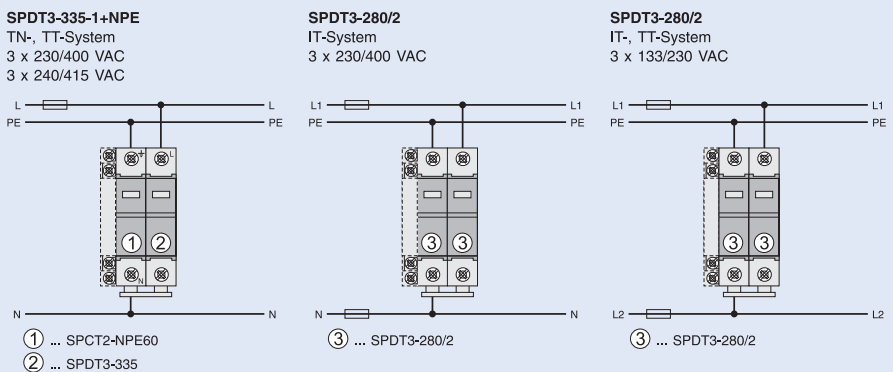 SPDT3-335-1+NPE
TN-, TT-System
3 x 230/400 VAC
3 x 240/415 VAC
L L
PE PE
L
1 2
N
N N
1 ... SPCT2-NPE60
2 ... SPDT3-335
SPDT3-280/2
IT-System
3 x 230/400 VAC
L1 L1
PE PE
3 3
N N
3 ... SPDT3-280/2
SPDT3-280/2
IT-, TT-System
3 x 133/230 VAC
L1 L1
PE PE
3 3
L2 L2
3 ... SPDT3-280/2